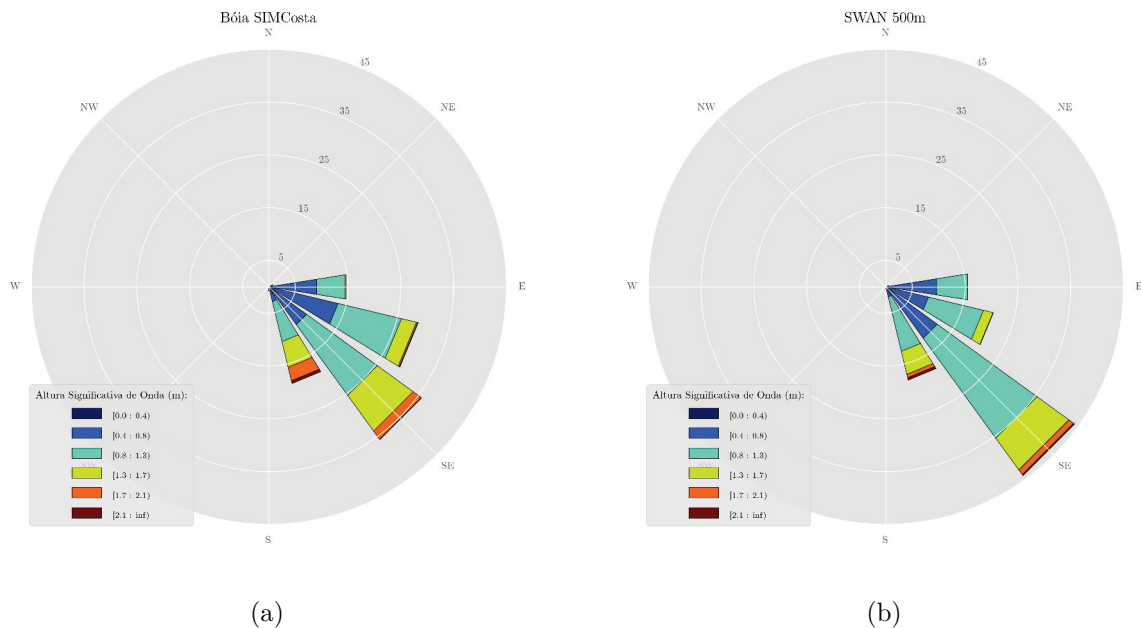 Bóia SIMCosta
N
NE
E
SE
S
SW
W
NW
5
15
25
35
45
Altura Significativa de Onda (m):
[0.0 : 0.4)
[0.4 : 0.8)
[0.8 : 1.3)
[1.3 : 1.7)
[1.7 : 2.1)
[2.1 : inf)
(a)
SWAN 500m
N
NE
E
SE
S
SW
W
NW
5
15
25
35
45
Altura Significativa de Onda (m):
[0.0 : 0.4)
[0.4 : 0.8)
[0.8 : 1.3)
[1.3 : 1.7)
[1.7 : 2.1)
[2.1 : inf)
(b)